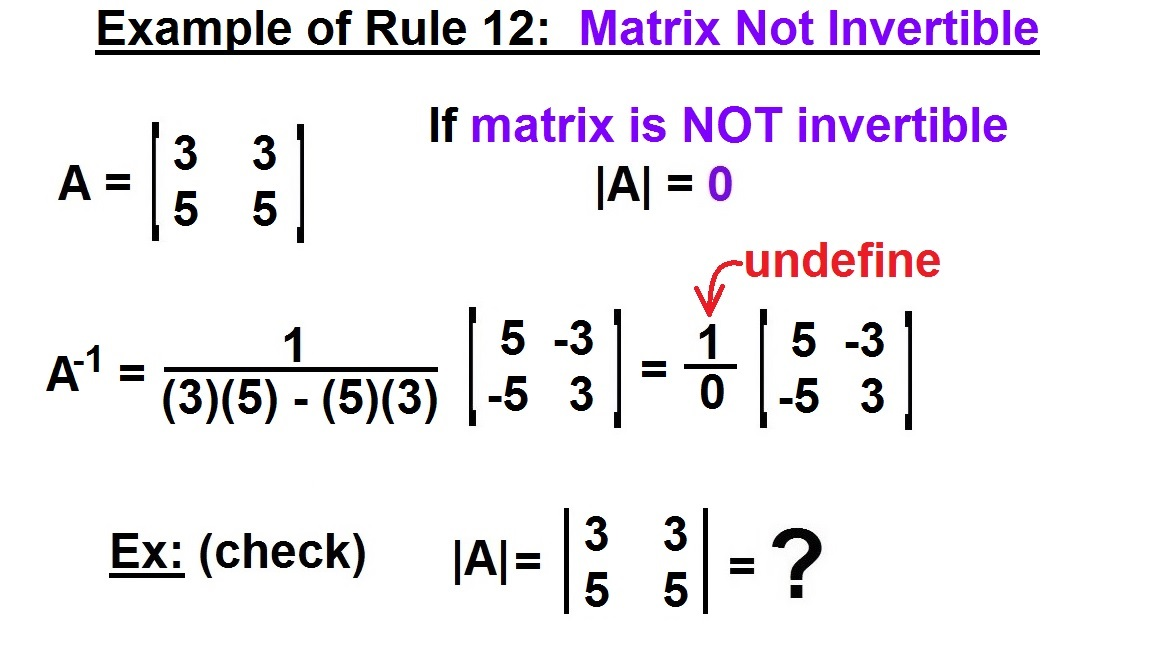 Example of Rule 12: Matrix Not Invertible
If matrix is NOT invertible
|A| = 0
A = [ 3 3
5 5 ]
undefine
A⁻¹ = 1 / (3)(5) - (5)(3) [ 5 -3
-5 3 ] = 1 / 0 [ 5 -3
-5 3 ]
Ex: (check) |A| = | 3 3
5 5 | = ?